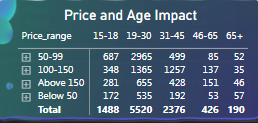 Price and Age Impact
Price_range 15-18 19-30 31-45 46-65 65+
50-99 687 2965 499 85 52
100-150 348 1365 1257 137 35
Above 150 281 655 428 151 46
Below 50 172 535 192 53 57
Total 1488 5520 2376 426 190